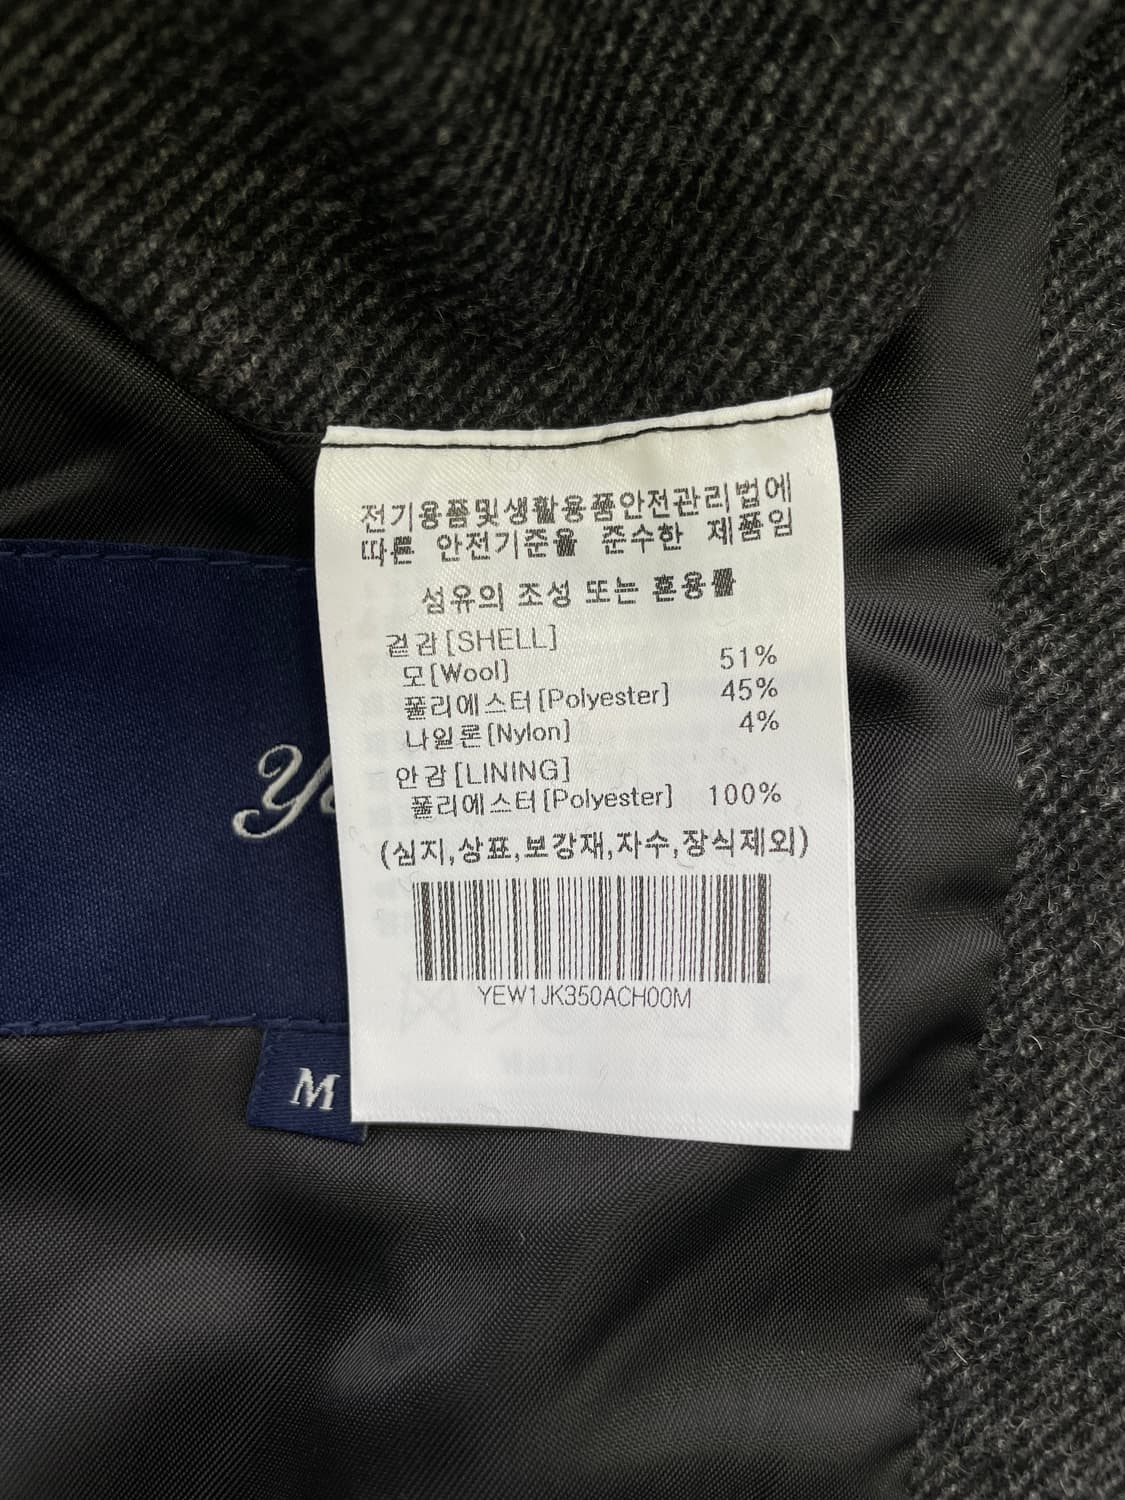 전기용품및생활용품안전관리법에
따른 안전기준을 준수한 제품임
섬유의 조성 또는 혼용률
겉감[SHELL]
모[Wool] 51%
폴리에스터[Polyester] 45%
나일론[Nylon] 4%
안감[LINING]
폴리에스터[Polyester] 100%
(심지,상표,보강재,자수,장식제외)
YEW1JK350ACH00M
M